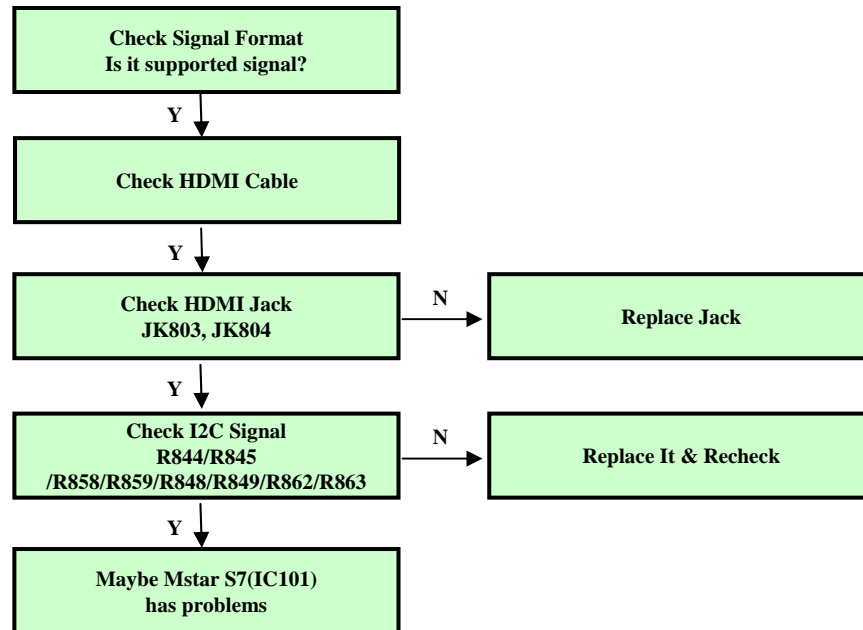 Check Signal Format
Is it supported signal?
Y
Check HDMI Cable
Y
Check HDMI Jack
JK803, JK804
N
Replace Jack
Y
Check I2C Signal
R844/R845
/R858/R859/R848/R849/R862/R863
N
Replace It & Recheck
Y
Maybe Mstar S7(IC101)
has problems